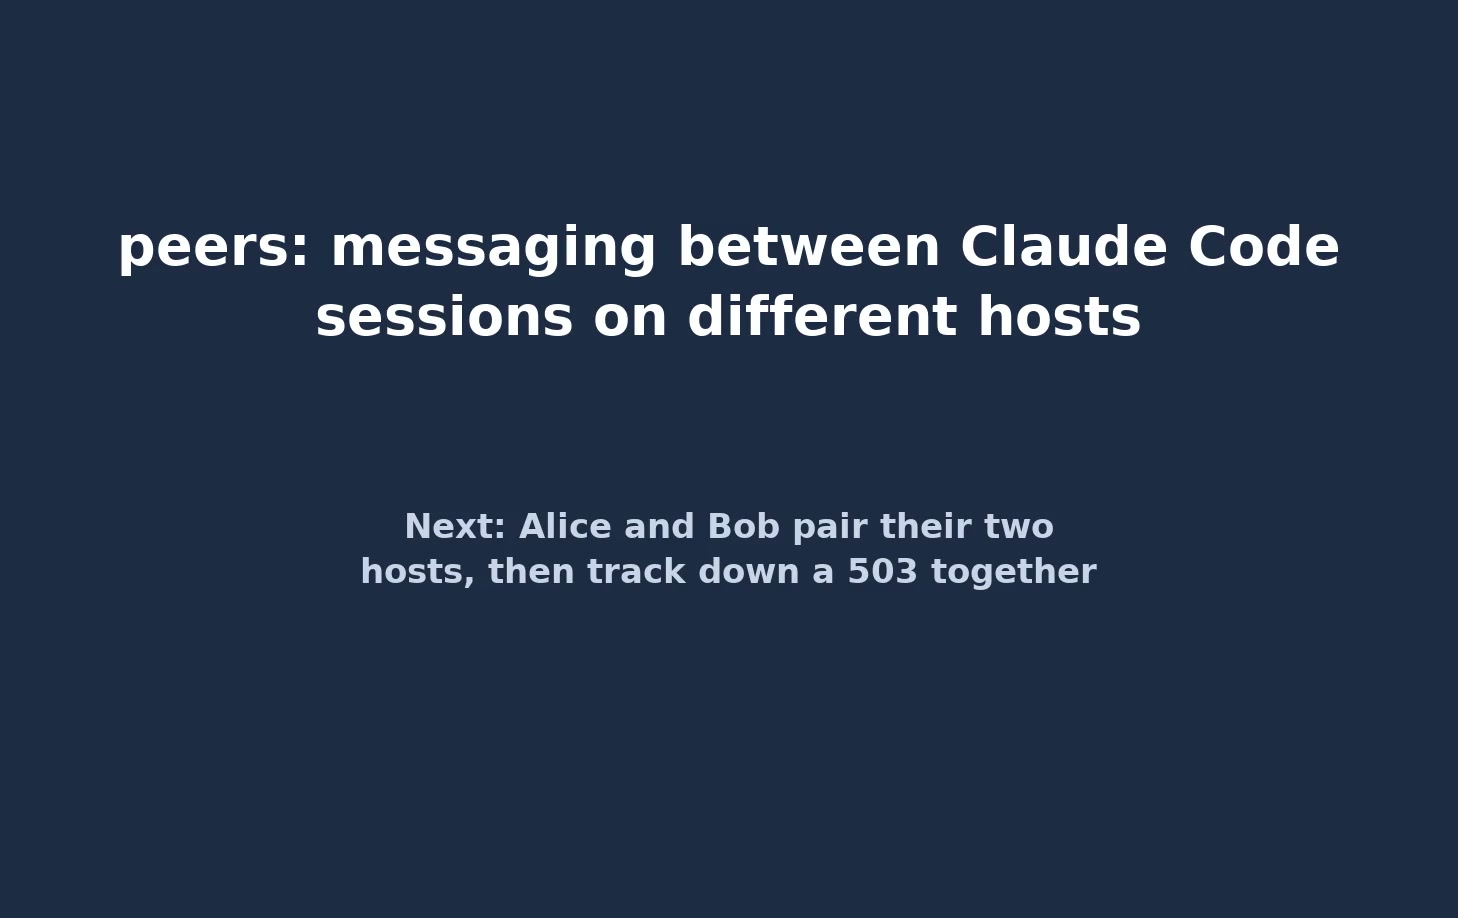 peers: messaging between Claude Code
sessions on different hosts
Next: Alice and Bob pair their two
hosts, then track down a 503 together